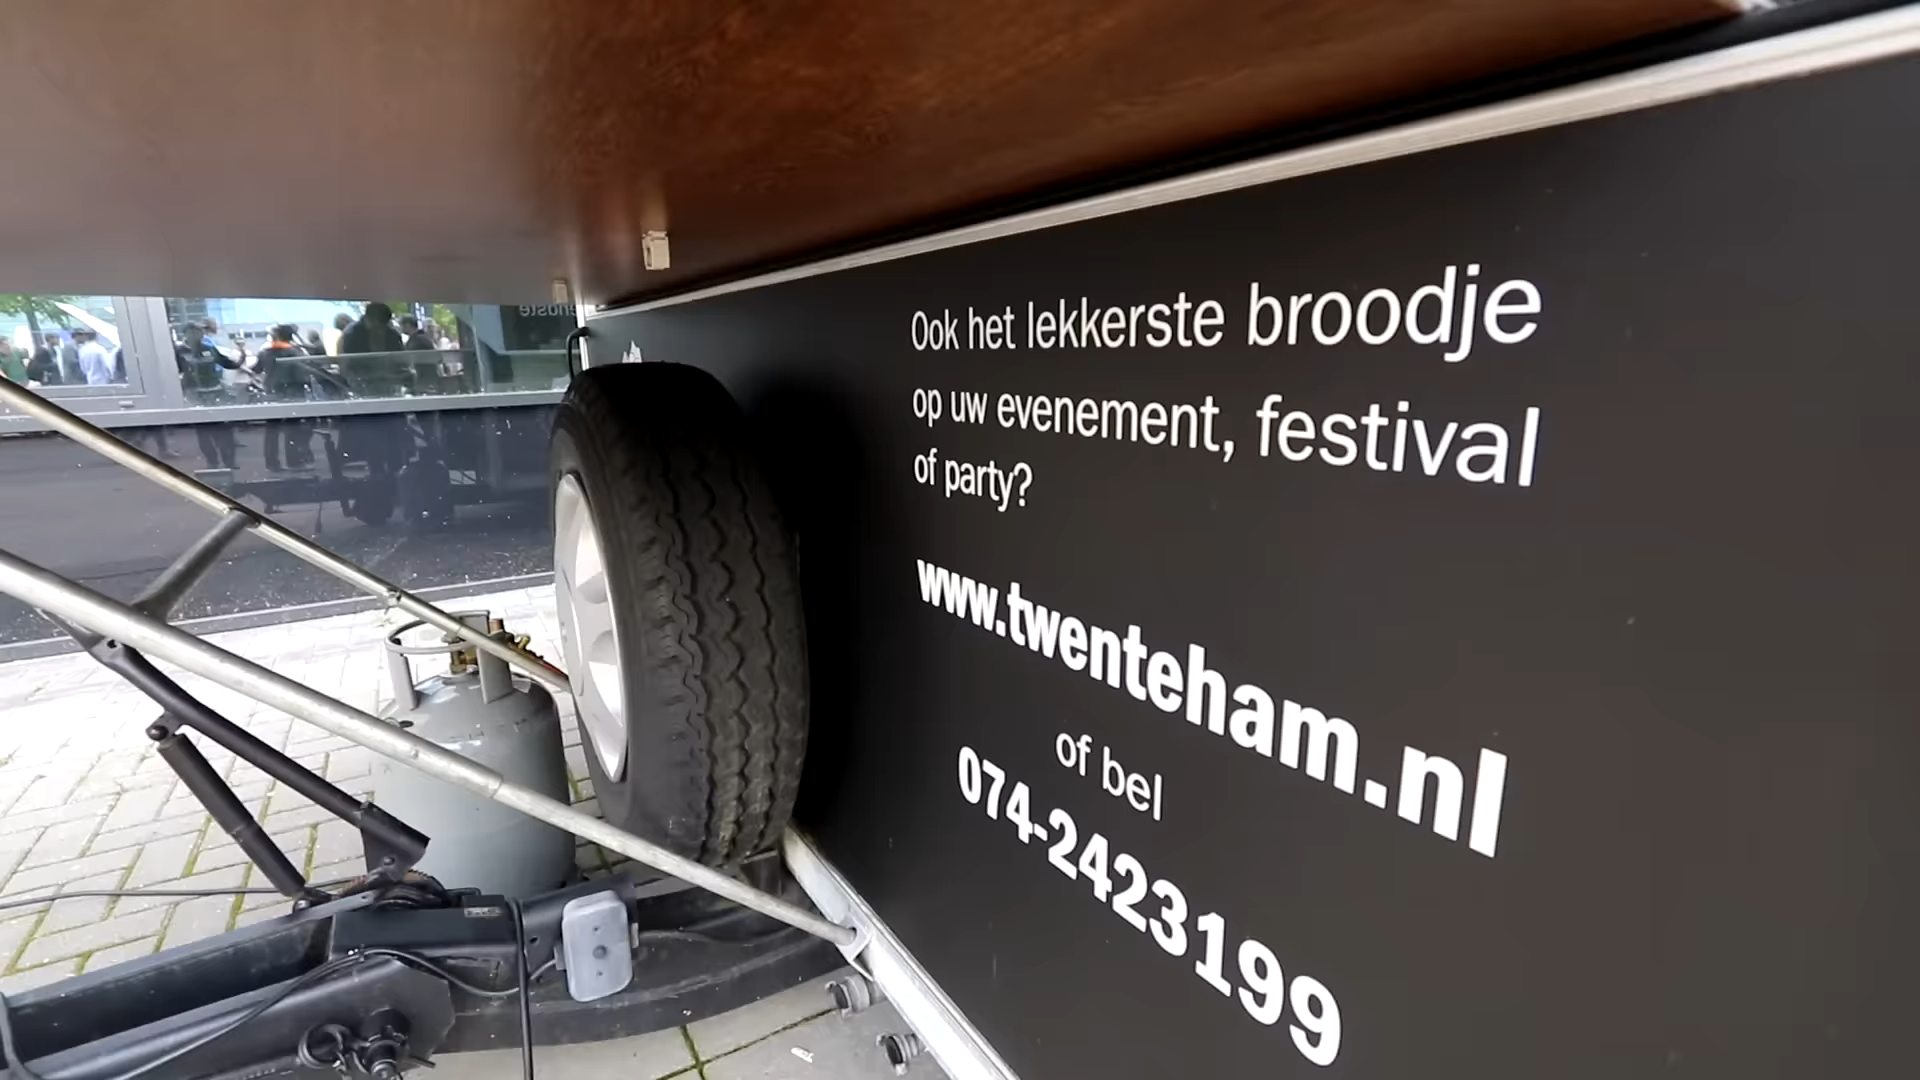 Ook het lekkerste broodje
op uw evenement, festival
of party?
www.twenteham.nl
of bel
074-2423199